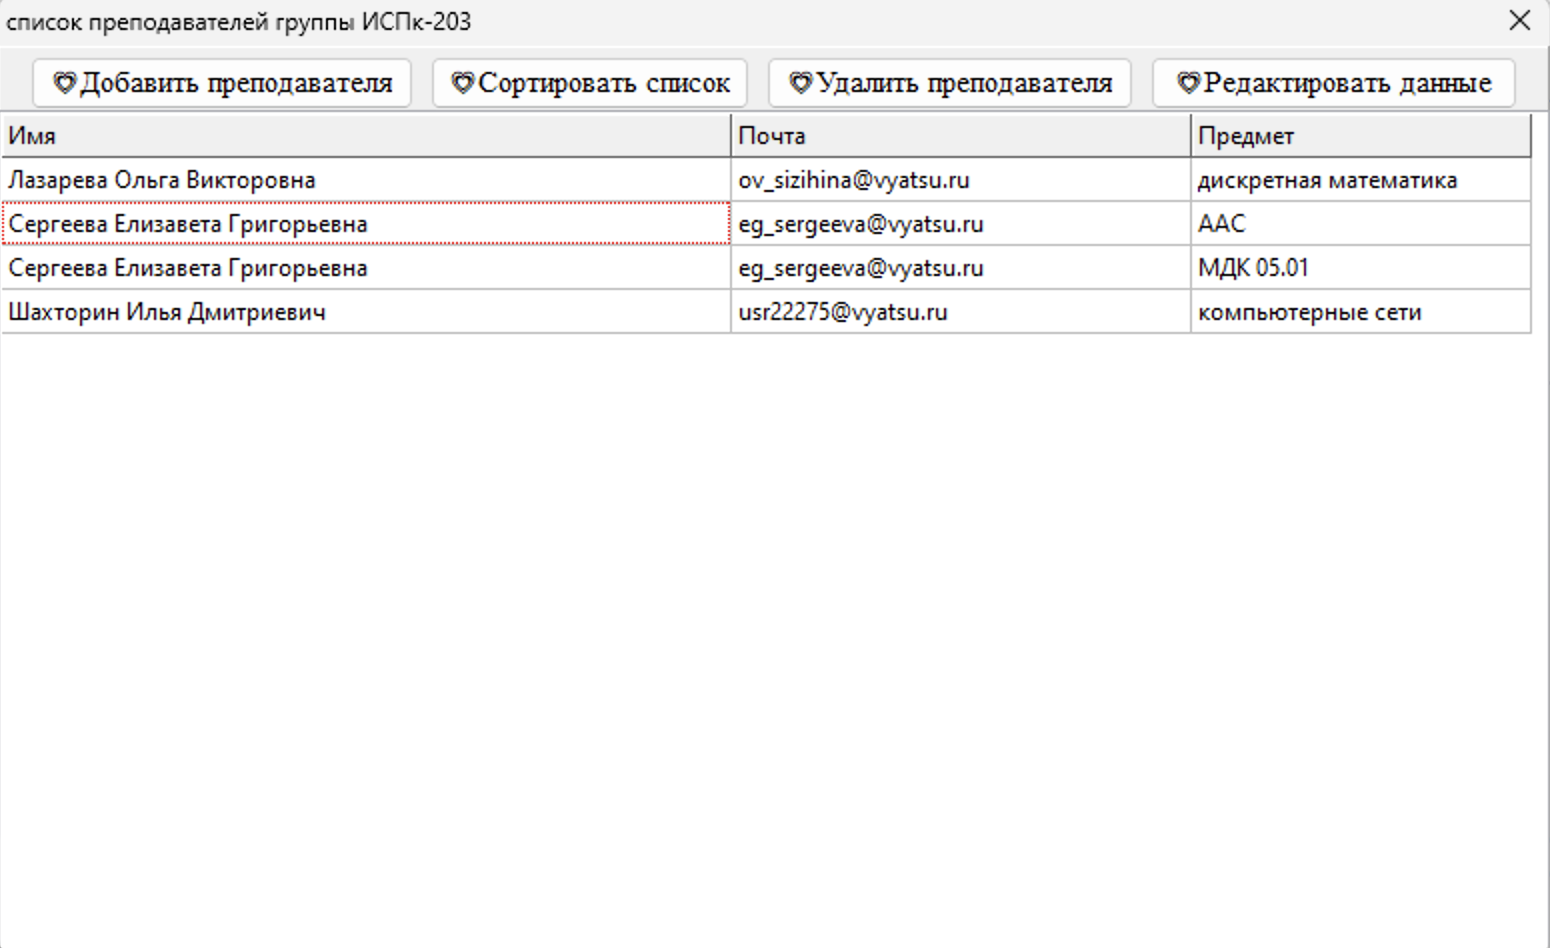 список преподавателей группы ИСПк-203
Добавить преподавателя Сортировать список Удалить преподавателя Редактировать данные
Имя Почта Предмет
Лазарева Ольга Викторовна ov_sizihina@vyatsu.ru дискретная математика
Сергеева Елизавета Григорьевна eg_sergeeva@vyatsu.ru ААС
Сергеева Елизавета Григорьевна eg_sergeeva@vyatsu.ru МДК 05.01
Шахторин Илья Дмитриевич usr22275@vyatsu.ru компьютерные сети